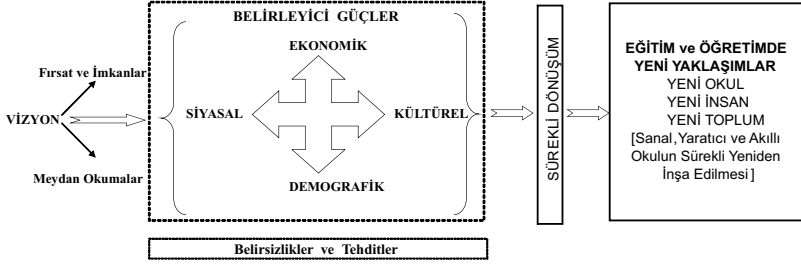 VİZYON
Fırsat ve İmkanlar
Meydan Okumalar
BELİRLEYİCİ GÜÇLER
EKONOMİK
SİYASAL
KÜLTÜREL
DEMOGRAFİK
Belirsizlikler ve Tehditler
SÜREKLİ DÖNÜŞÜM
EĞİTİM ve ÖĞRETİMDE
YENİ YAKLAŞIMLAR
YENİ OKUL
YENİ İNSAN
YENİ TOPLUM
[Sanal,Yaratıcı ve Akıllı
Okulun Sürekli Yeniden
İnşa Edilmesi]